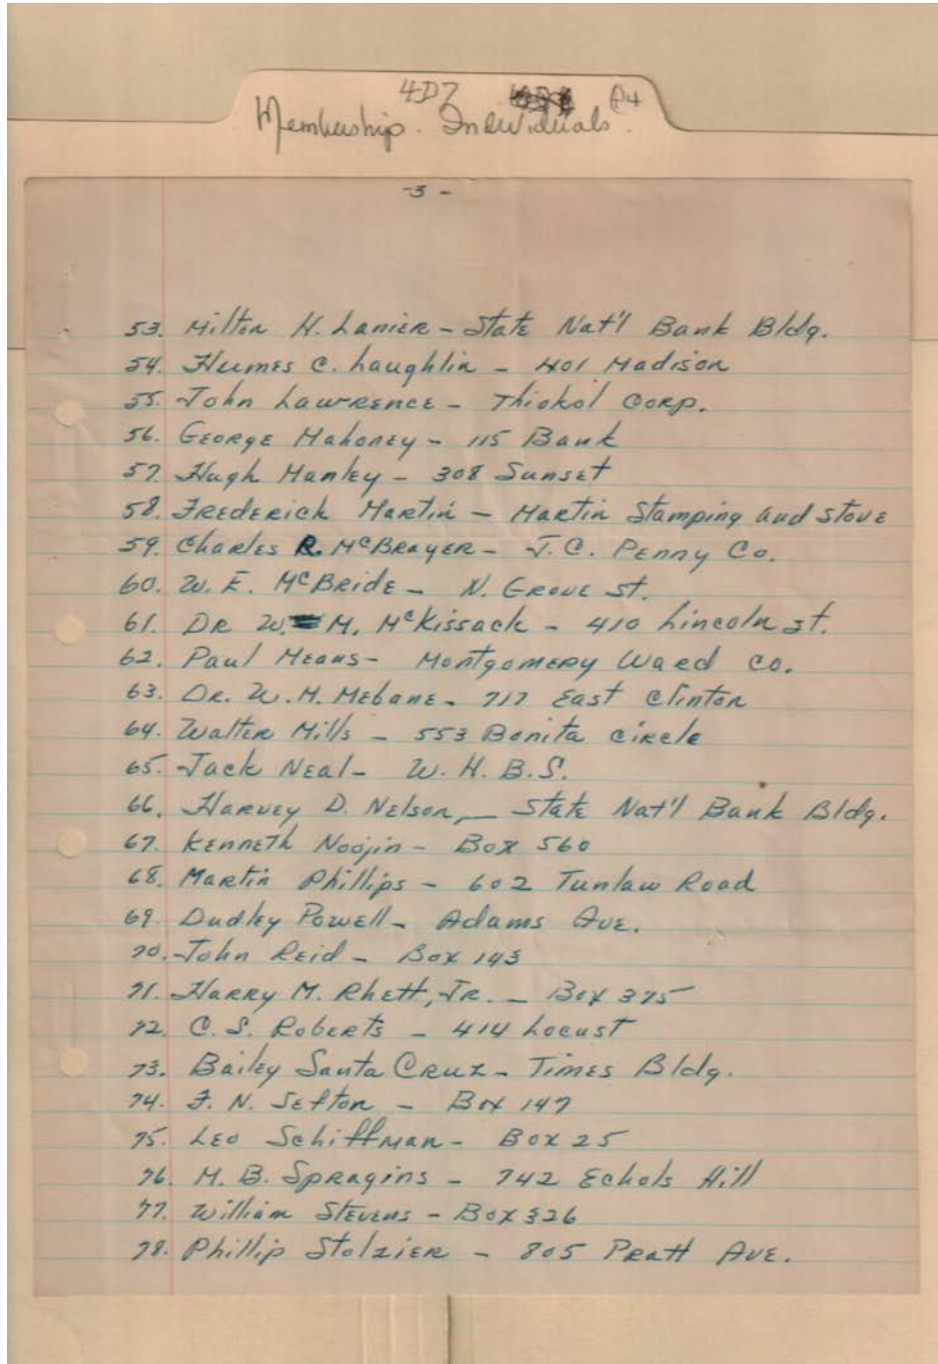 4D7 P4
Membership. Individuals.
-3-
53. Milton H. Lanier - State Nat'l Bank Bldg.
54. Humes C. Laughlin - 401 Madison
55. John Lawrence - Thiokol Corp.
56. George Mahoney - 115 Bank
57. Hugh Manley - 308 Sunset
58. Frederick Martin - Martin Stamping and Stove
59. Charles R. McBrayer - J.C. Penny Co.
60. W. E. McBride - N. Grove St.
61. Dr W. M. McKissack - 410 Lincoln St.
62. Paul Means - Montgomery Ward Co.
63. Dr. W. H. Mebane - 717 East Clinton
64. Walter Mills - 553 Bonita Circle
65. Jack Neal - W. H. B. S.
66. Harvey D. Nelson, - State Nat'l Bank Bldg.
67. Kenneth Noojin - Box 560
68. Martin Phillips - 602 Tunlaw Road
69. Dudley Powell - Adams Ave.
70. John Reid - Box 143
71. Harry M. Rhett, Jr. - Box 375
72. C. S. Roberts - 414 Locust
73. Bailey Santa Cruz - Times Bldg.
74. F. N. Sefton - Box 147
75. Leo Schiffman - Box 25
76. M. B. Spragins - 742 Echols Hill
77. William Stevens - Box 326
78. Phillip Stolzier - 805 Pratt Ave.